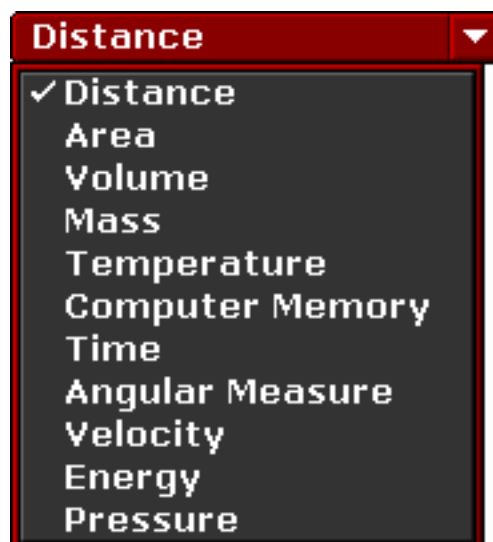 Distance
Distance
Area
Volume
Mass
Temperature
Computer Memory
Time
Angular Measure
Velocity
Energy
Pressure